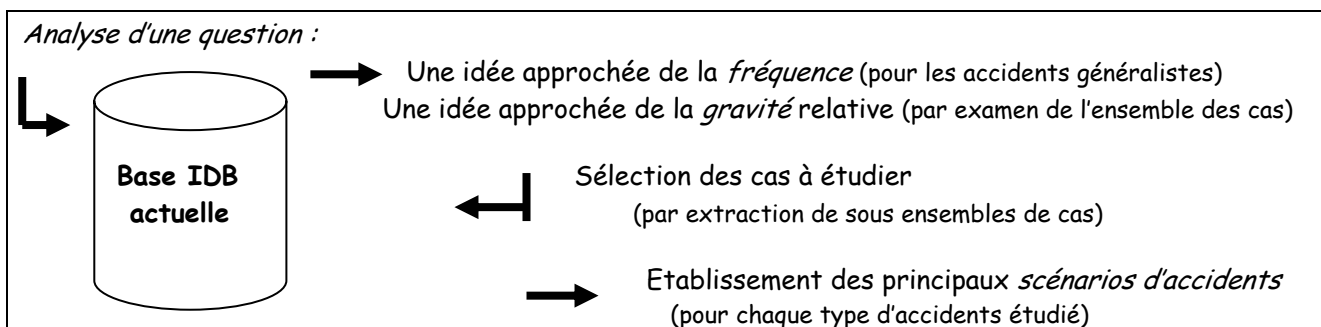 Analyse d'une question :
Une idée approchée de la fréquence (pour les accidents généralistes)
Une idée approchée de la gravité relative (par examen de l'ensemble des cas)
Base IDB
actuelle
Sélection des cas à étudier
(par extraction de sous ensembles de cas)
Etablissement des principaux scénarios d'accidents
(pour chaque type d'accidents étudié)